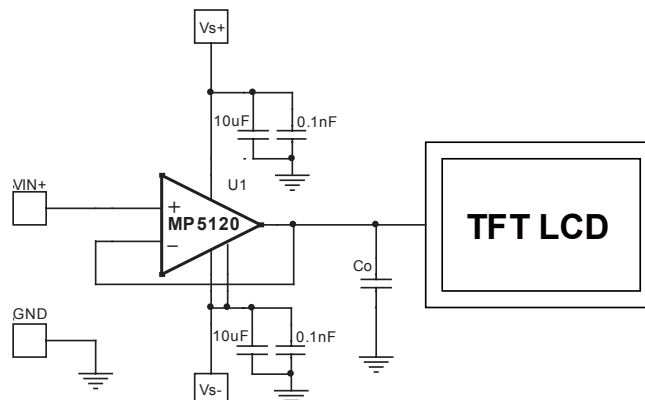 Vs+
10uF
0.1nF
VIN+
U1
+
MP5120
−
TFT LCD
Co
GND
10uF
0.1nF
Vs-